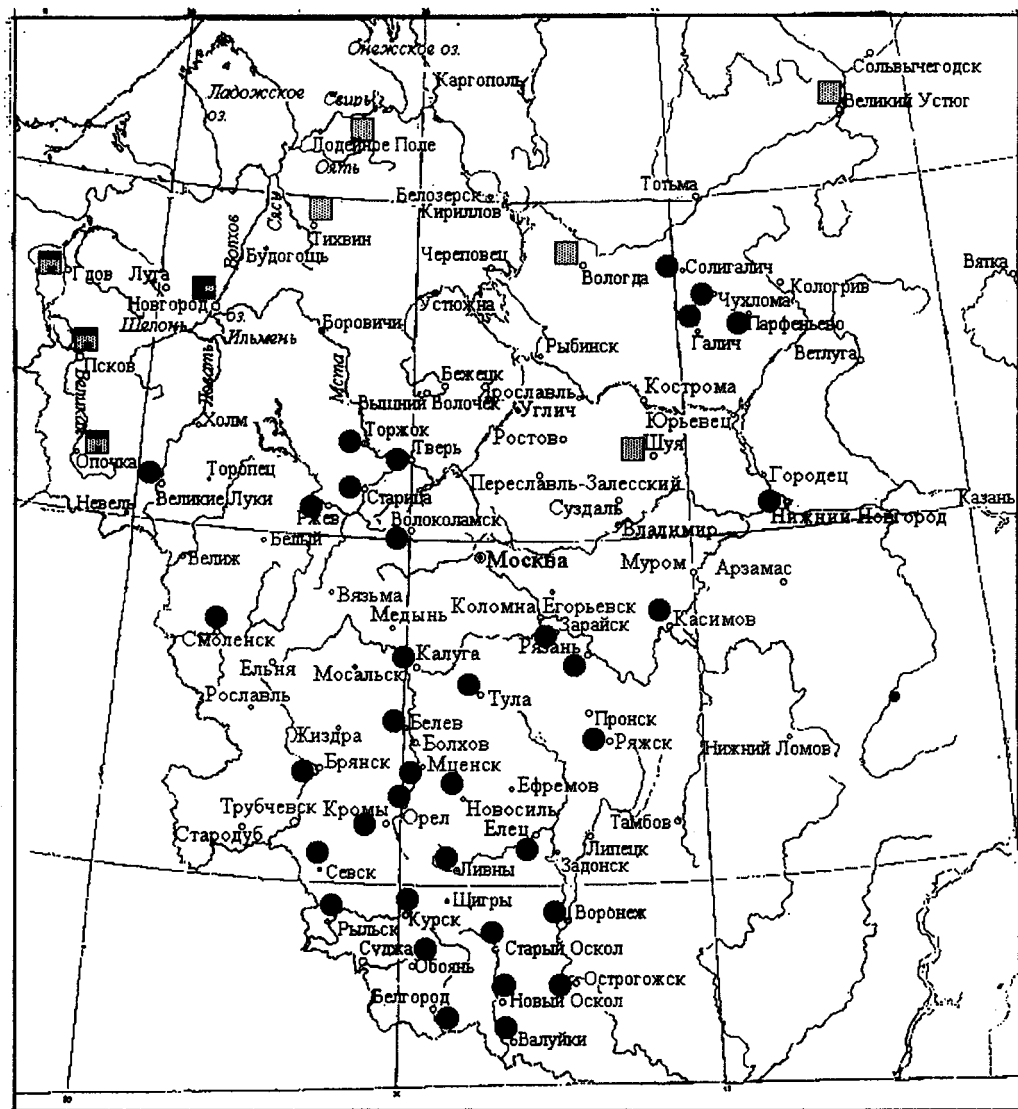 Онежское оз.
Сольвычегодск
Каргополь
Ладожское
оз.
Свирь
Великий Устюг
Лодейное Поле
Оять
Тотьма
Белозерск
Кириллов
Сясь
Волхов
Тихвин
Будогощь
Череповец
Вологда
Солигалич
Вятка
Гдов
Луга
Чухлома
Кологрив
Новгород
оз.
Устюжна
Шелонь
Ильмень
Боровичи
Парфеньево
Галич
Рыбинск
Псков
Ветлуга
Великая
Ловать
Мста
Бежецк
Ярославль
Кострома
Вышний Волочек
Углич
Юрьевец
Холм
Торжок
Ростов
Шуя
Тверь
Опочка
Торопец
Городец
Переславль-Залесский
Великие Луки
Старица
Невель
Суздаль
Казань
Ржев
Волоколамск
Нижний Новгород
Владимир
Белый
Велиж
Москва
Муром
Арзамас
Вязьма
Коломна
Егорьевск
Медынь
Зарайск
Касимов
Смоленск
Рязань
Калуга
Ельня
Мосальск
Рославль
Тула
Пронск
Белев
Жиздра
Болхов
Ряжск
Нижний Ломов
Брянск
Мценск
Ефремов
Трубчевск
Кромы
Новосиль
Орел
Тамбов
Стародуб
Елец
Липецк
Ливны
Задонск
Севск
Щигры
Курск
Воронеж
Рыльск
Суджа
Старый Оскол
Обоянь
Острогожск
Белгород
Новый Оскол
Валуйки